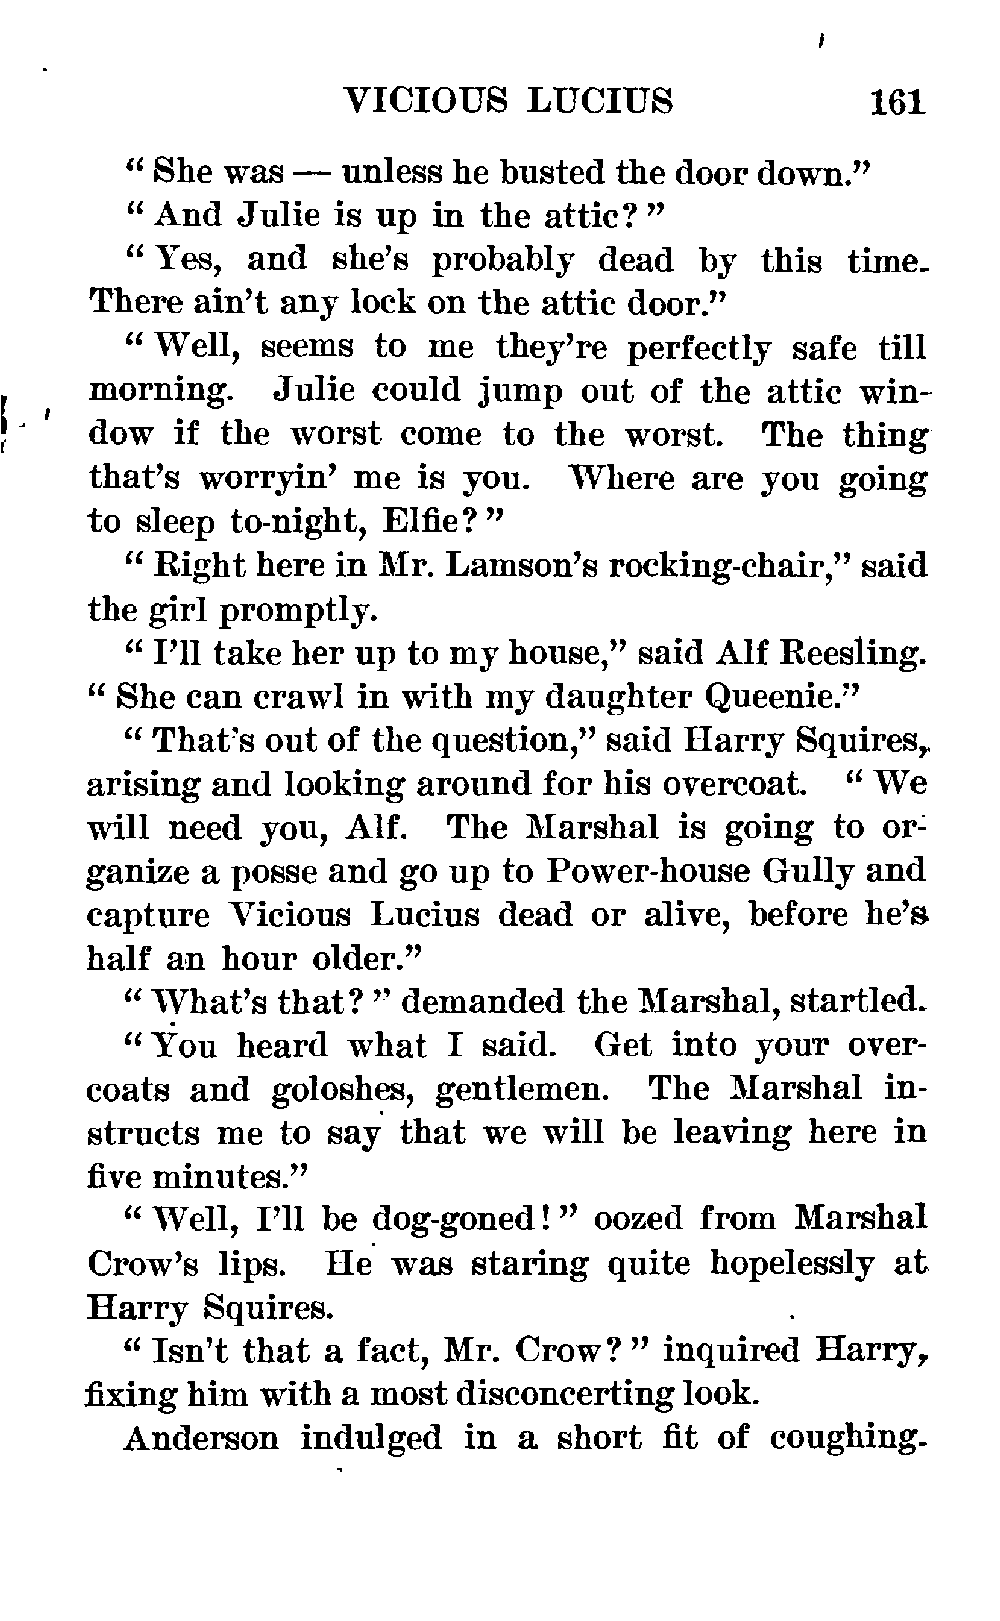 VICIOUS LUCIUS 161
“ She was — unless he busted the door down.”
“ And Julie is up in the attic? ”
“ Yes, and she’s probably dead by this time.
There ain’t any lock on the attic door.”
“ Well, seems to me they’re perfectly safe till
morning. Julie could jump out of the attic win-
dow if the worst come to the worst. The thing
that’s worryin’ me is you. Where are you going
to sleep to-night, Elfie? ”
“ Right here in Mr. Lamson’s rocking-chair,” said
the girl promptly.
“ I’ll take her up to my house,” said Alf Reesling.
“ She can crawl in with my daughter Queenie.”
“ That’s out of the question,” said Harry Squires,
arising and looking around for his overcoat. “ We
will need you, Alf. The Marshal is going to or-
ganize a posse and go up to Power-house Gully and
capture Vicious Lucius dead or alive, before he’s
half an hour older.”
“ What’s that? ” demanded the Marshal, startled.
“ You heard what I said. Get into your over-
coats and goloshes, gentlemen. The Marshal in-
structs me to say that we will be leaving here in
five minutes.”
“ Well, I’ll be dog-goned! ” oozed from Marshal
Crow’s lips. He was staring quite hopelessly at
Harry Squires.
“ Isn’t that a fact, Mr. Crow? ” inquired Harry,
fixing him with a most disconcerting look.
Anderson indulged in a short fit of coughing.